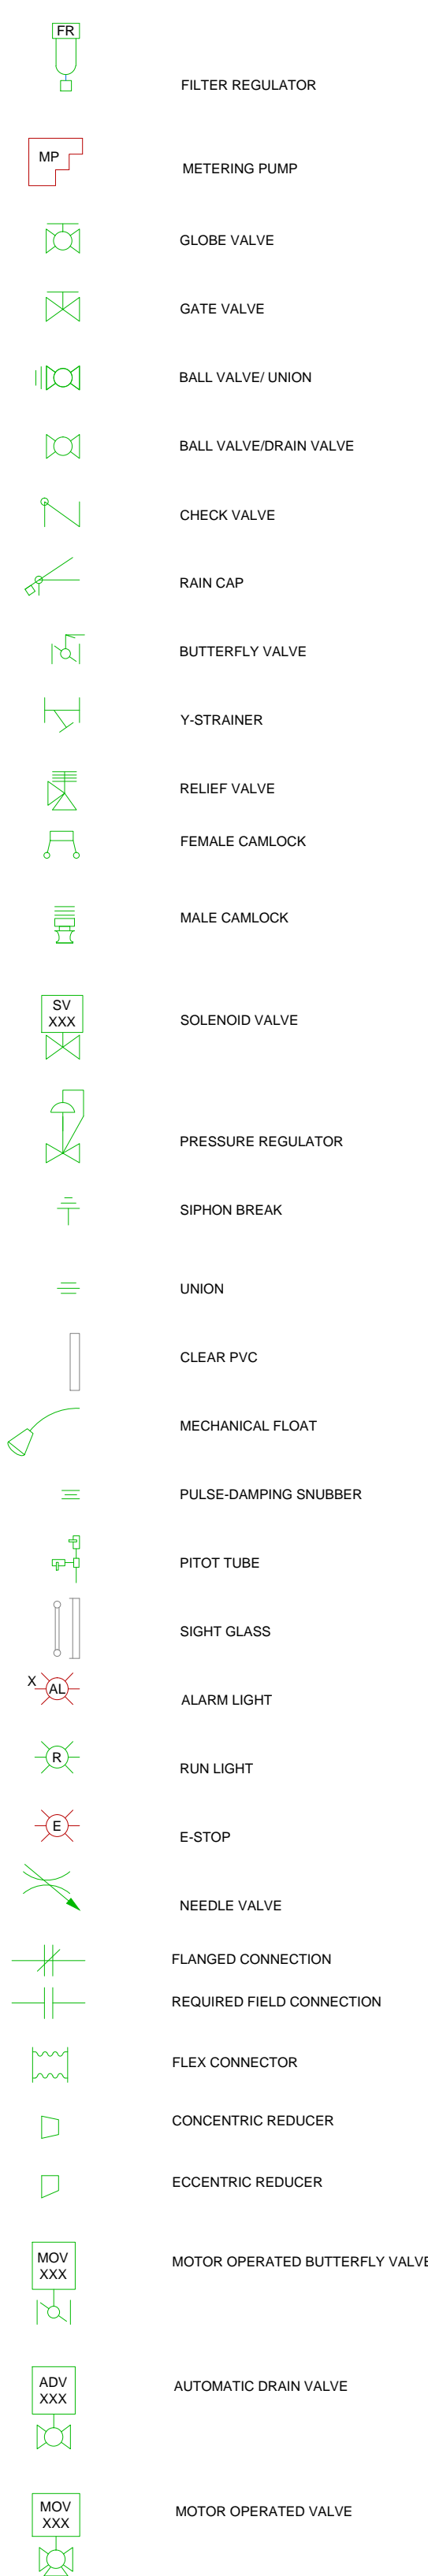 FR
FILTER REGULATOR
MP
METERING PUMP
GLOBE VALVE
GATE VALVE
BALL VALVE/ UNION
BALL VALVE/DRAIN VALVE
CHECK VALVE
RAIN CAP
BUTTERFLY VALVE
Y-STRAINER
RELIEF VALVE
FEMALE CAMLOCK
MALE CAMLOCK
SV
XXX
SOLENOID VALVE
PRESSURE REGULATOR
SIPHON BREAK
UNION
CLEAR PVC
MECHANICAL FLOAT
PULSE-DAMPING SNUBBER
PITOT TUBE
SIGHT GLASS
X
AL
ALARM LIGHT
R
RUN LIGHT
E
E-STOP
NEEDLE VALVE
FLANGED CONNECTION
REQUIRED FIELD CONNECTION
FLEX CONNECTOR
CONCENTRIC REDUCER
ECCENTRIC REDUCER
MOV
XXX
MOTOR OPERATED BUTTERFLY VALVE
ADV
XXX
AUTOMATIC DRAIN VALVE
MOV
XXX
MOTOR OPERATED VALVE